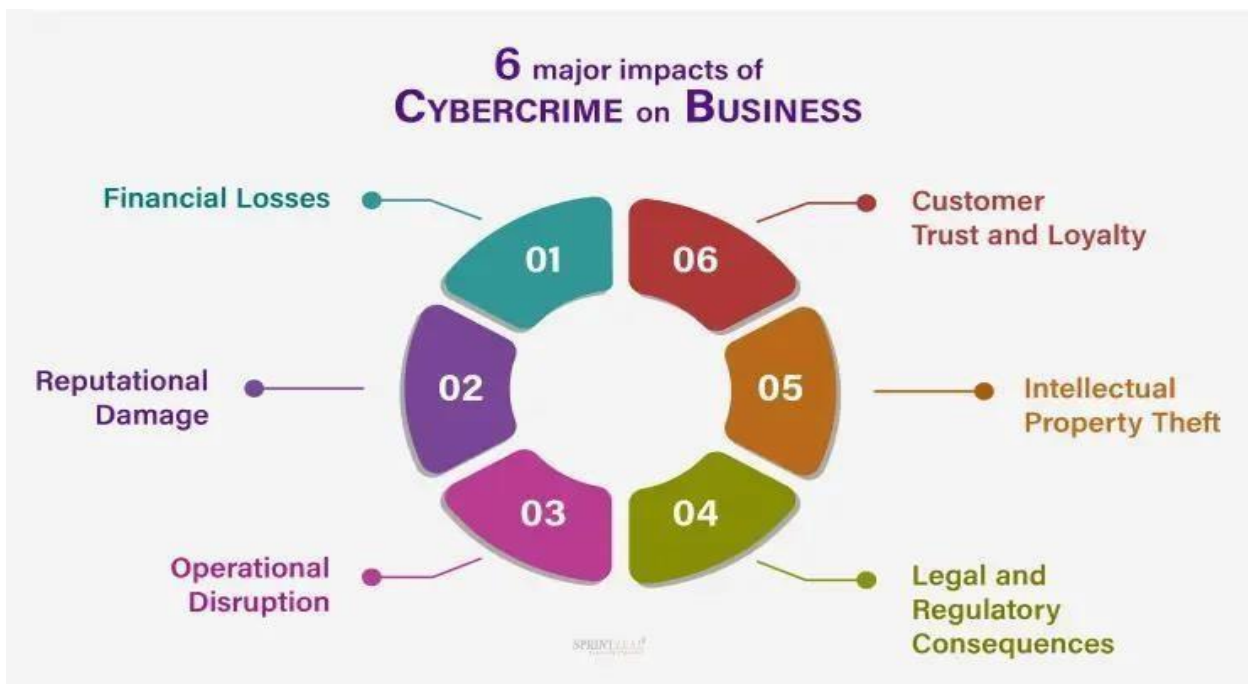 6 major impacts of
CYBERCRIME on BUSINESS
Financial Losses
01
Reputational
Damage
02
Operational
Disruption
03
04
Legal and
Regulatory
Consequences
05
Intellectual
Property Theft
06
Customer
Trust and Loyalty